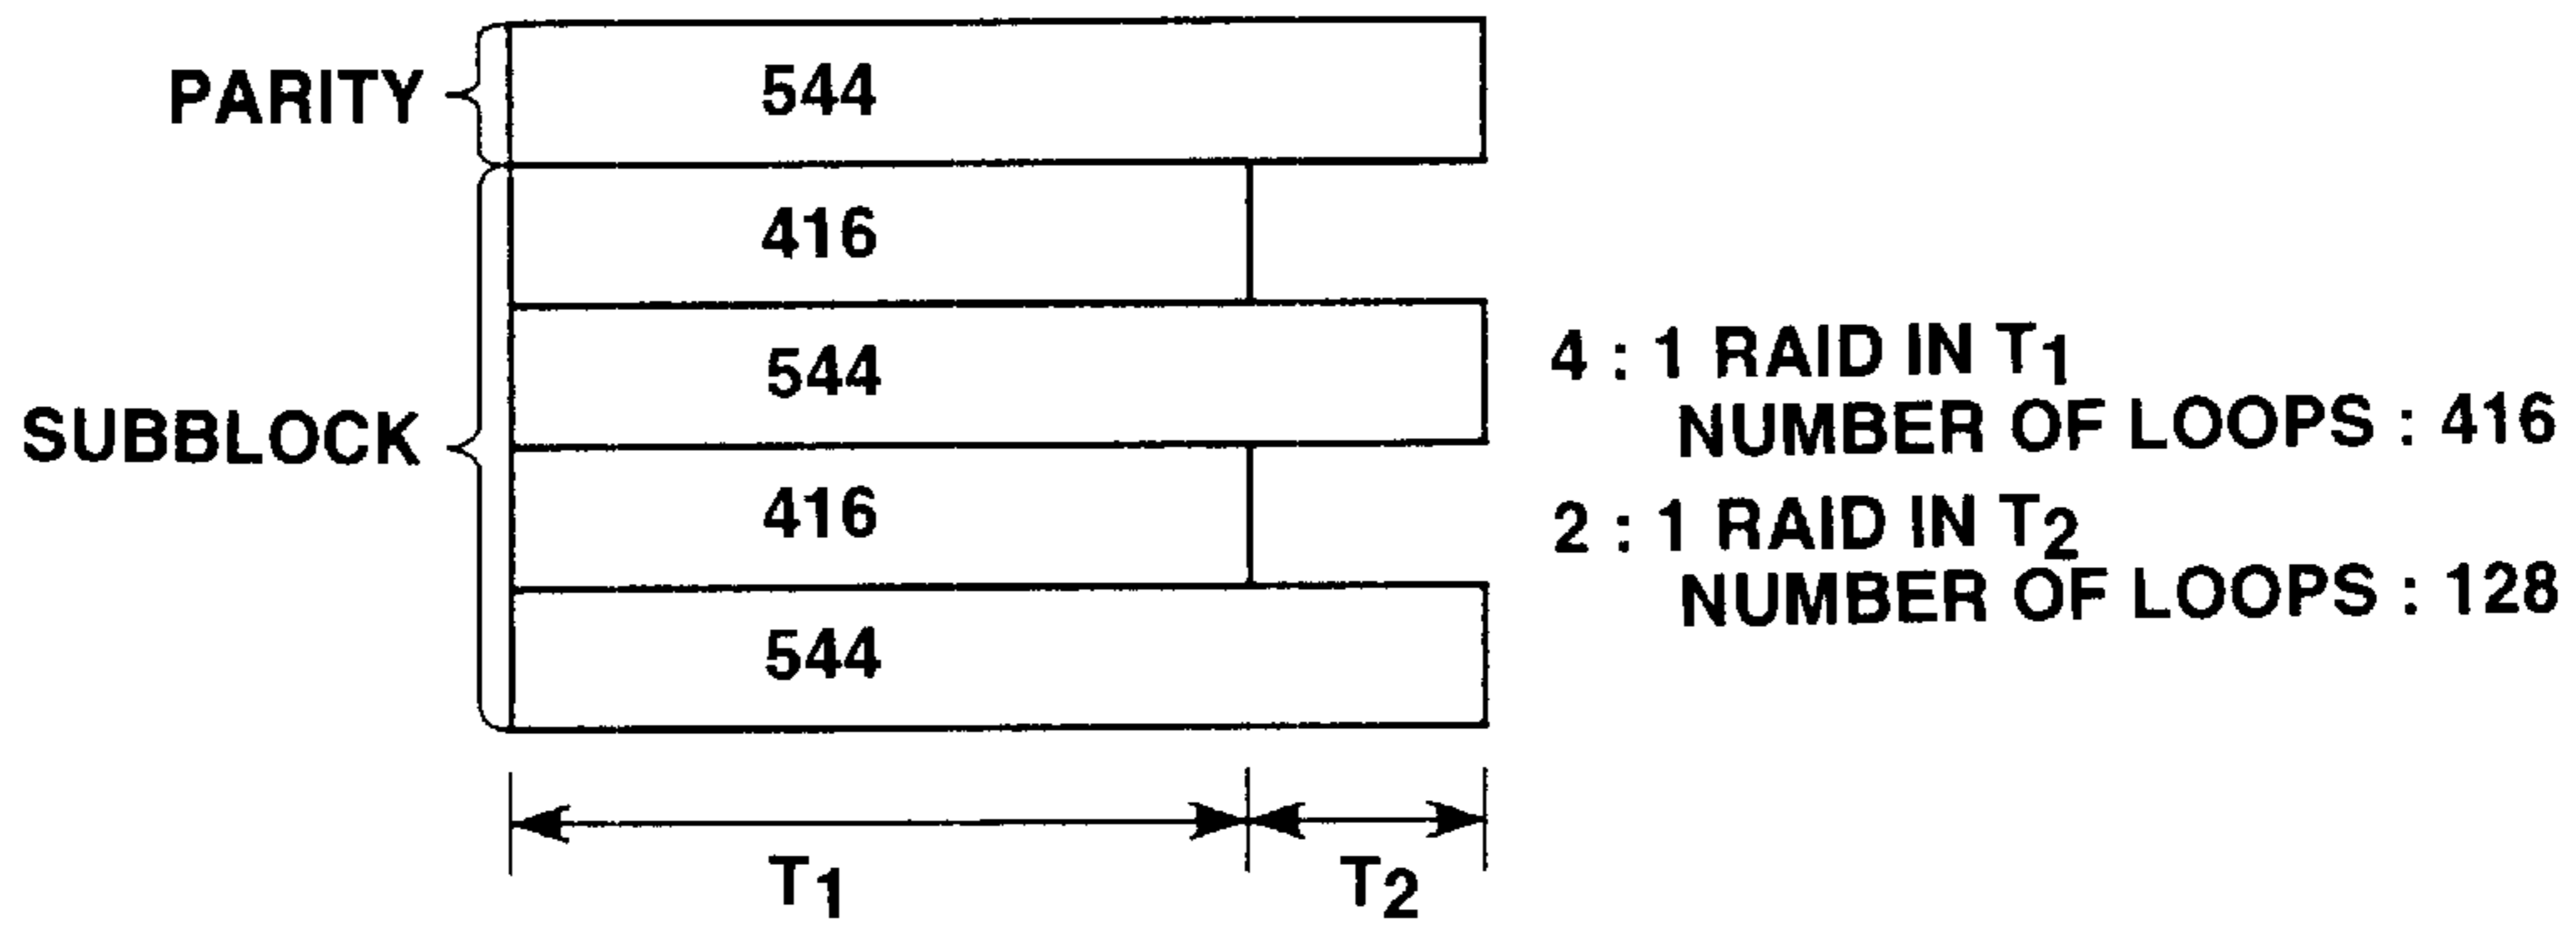 PARITY
544
416
544
4 : 1 RAID IN T1
NUMBER OF LOOPS : 416
SUBBLOCK
416
2 : 1 RAID IN T2
NUMBER OF LOOPS : 128
544
T1
T2